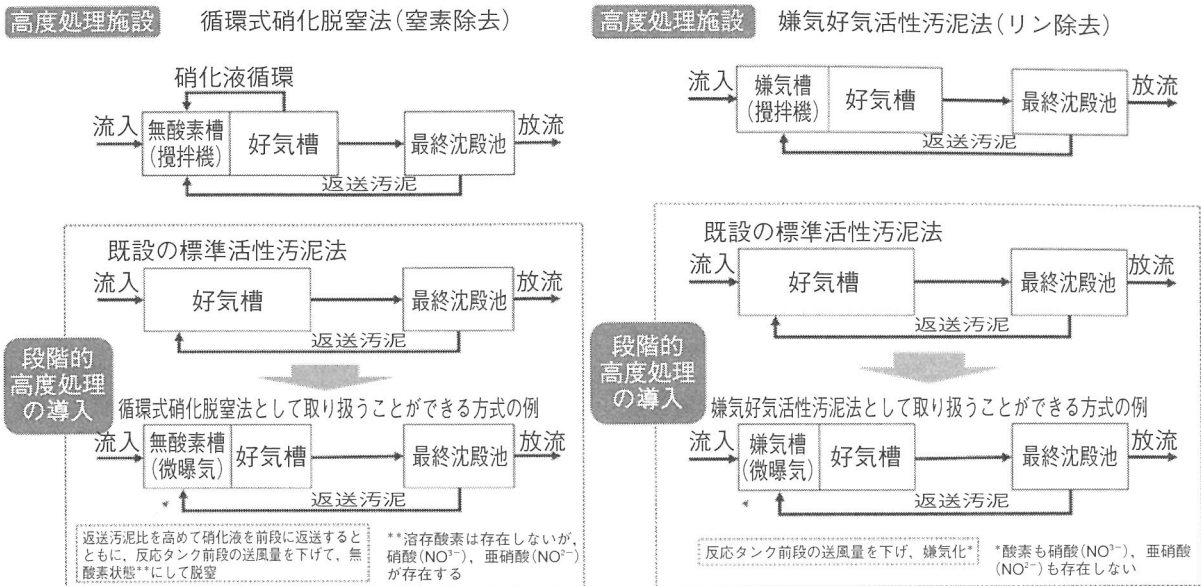 高度処理施設 循環式硝化脱窒法(窒素除去)
硝化液循環
流入
無酸素槽
(攪拌機)
好気槽
最終沈殿池
放流
返送汚泥
既設の標準活性汚泥法
流入
好気槽
最終沈殿池
放流
返送汚泥
段階的
高度処理
の導入
循環式硝化脱窒法として取り扱うことができる方式の例
流入
無酸素槽
(微曝気)
好気槽
最終沈殿池
放流
返送汚泥
返送汚泥比を高めて硝化液を前段に返送すると
ともに、反応タンク前段の送風量を下げて、無
酸素状態**にして脱窒
**溶存酸素は存在しないが、
硝酸(NO³⁻)、亜硝酸(NO²⁻)
が存在する
高度処理施設 嫌気好気活性汚泥法(リン除去)
流入
嫌気槽
(攪拌機)
好気槽
最終沈殿池
放流
返送汚泥
既設の標準活性汚泥法
流入
好気槽
最終沈殿池
放流
返送汚泥
段階的
高度処理
の導入
嫌気好気活性汚泥法として取り扱うことができる方式の例
流入
嫌気槽
(微曝気)
好気槽
最終沈殿池
放流
返送汚泥
反応タンク前段の送風量を下げ、嫌気化*
*酸素も硝酸(NO³⁻)、亜硝酸
(NO²⁻)も存在しない